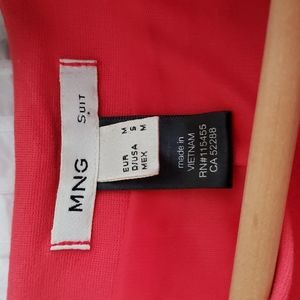 MNG
SUIT
EUR M
D/USA S
MEX M
made in
VIETNAM
RN#115455
CA 52288